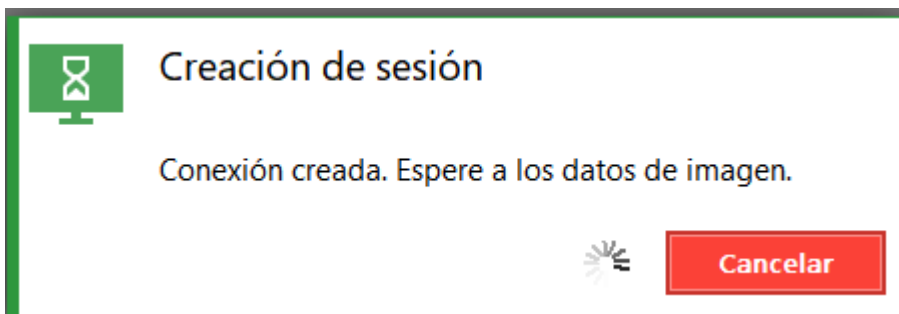 Creación de sesión
Conexión creada. Espere a los datos de imagen.
Cancelar